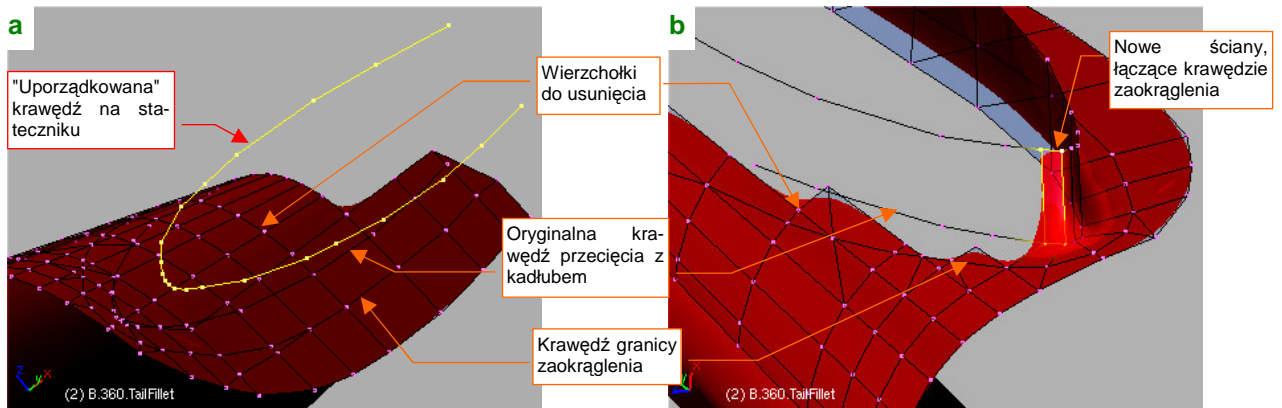 a
"Uporządkowana"
krawędź na sta-
teczniku
Wierzchołki
do usunięcia
Oryginalna kra-
wędź przecięcia z
kadłubem
Krawędź granicy
zaokrąglenia
z
y
x
(2) B.360.TailFillet
b
Nowe ściany,
łączące krawędzie
zaokrąglenia
(2) B.360.TailFillet